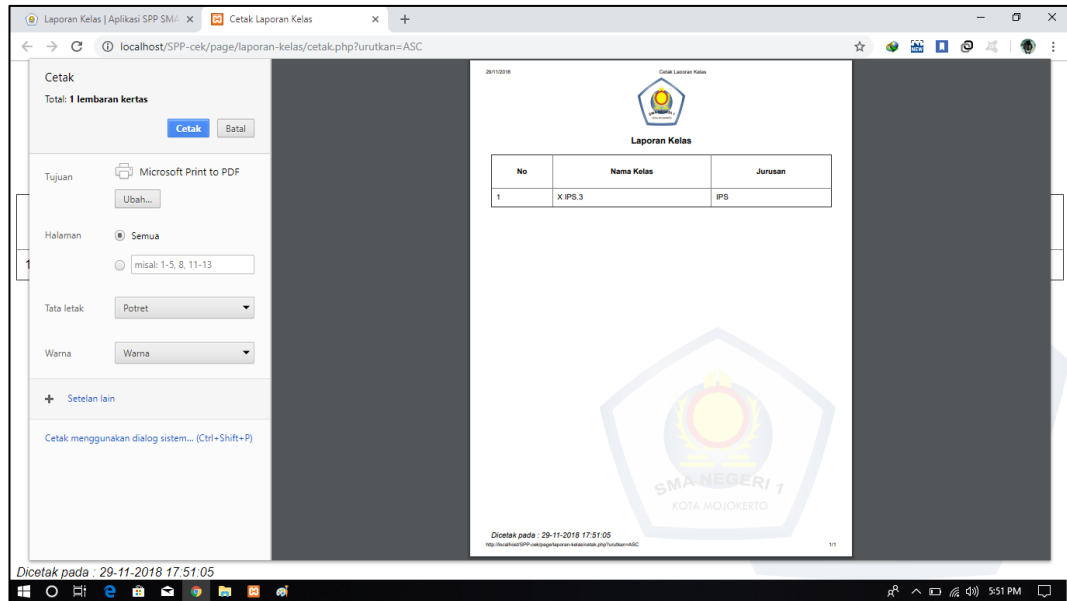 Laporan Kelas | Aplikasi SPP SMA
Cetak Laporan Kelas
localhost/SPP-cek/page/laporan-kelas/cetak.php?urutkan=ASC
NEW
Cetak
Total: 1 lembaran kertas
Cetak Batal
Tujuan Microsoft Print to PDF
Ubah...
Halaman Semua
misal: 1-5, 8, 11-13
Tata letak Potret
Warna Warna
Setelan lain
Cetak menggunakan dialog sistem... (Ctrl+Shift+P)
29/11/2018 Cetak Laporan Kelas
Laporan Kelas
No Nama Kelas Jurusan
1 X IPS.3 IPS
SMA NEGERI 1
KOTA MOJOKERTO
Dicetak pada : 29-11-2018 17:51:05
http://localhost/SPP-cek/page/laporan-kelas/cetak.php?urutkan=ASC 1/1
1
Dicetak pada : 29-11-2018 17:51:05
5:51 PM